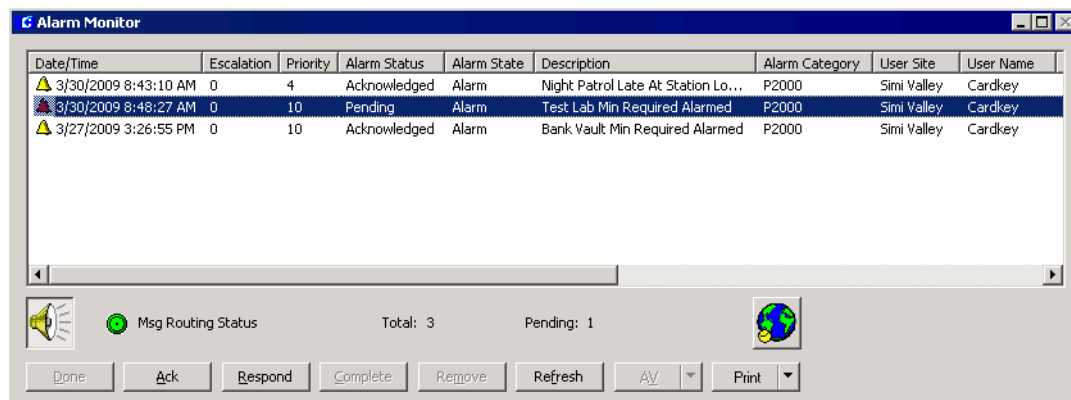 Alarm Monitor
Date/Time Escalation Priority Alarm Status Alarm State Description Alarm Category User Site User Name
3/30/2009 8:43:10 AM 0 4 Acknowledged Alarm Night Patrol Late At Station Lo... P2000 Simi Valley Cardkey
3/30/2009 8:48:27 AM 0 10 Pending Alarm Test Lab Min Required Alarmed P2000 Simi Valley Cardkey
3/27/2009 3:26:55 PM 0 10 Acknowledged Alarm Bank Vault Min Required Alarmed P2000 Simi Valley Cardkey
Msg Routing Status Total: 3 Pending: 1
Done Ack Respond Complete Remove Refresh AV Print